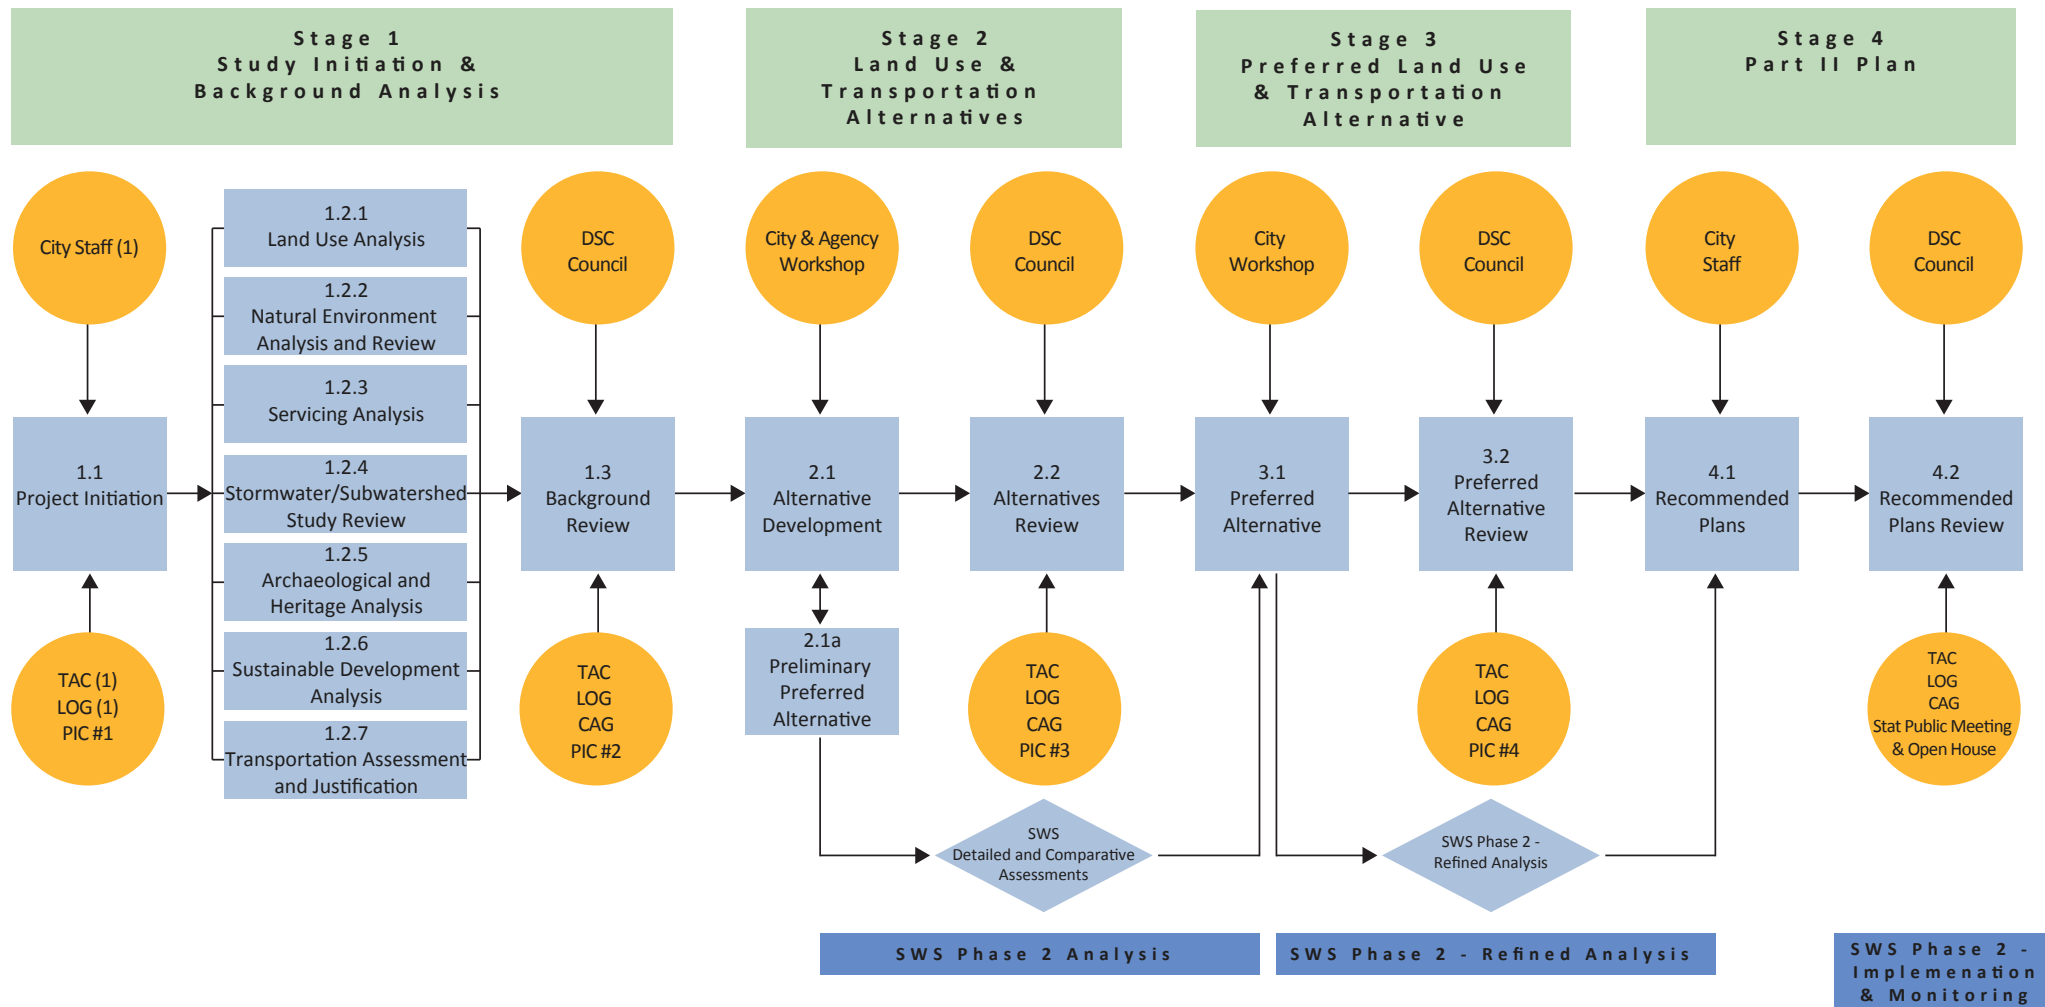 Stage 1
Study Initiation &
Background Analysis
Stage 2
Land Use &
Transportation
Alternatives
Stage 3
Preferred Land Use
& Transportation
Alternative
Stage 4
Part II Plan
City Staff (1)
1.2.1
Land Use Analysis
1.2.2
Natural Environment
Analysis and Review
1.2.3
Servicing Analysis
1.2.4
Stormwater/Subwatershed
Study Review
1.2.5
Archaeological and
Heritage Analysis
1.2.6
Sustainable Development
Analysis
1.2.7
Transportation Assessment
and Justification
DSC
Council
City & Agency
Workshop
DSC
Council
City
Workshop
DSC
Council
City
Staff
DSC
Council
1.1
Project Initiation
1.3
Background
Review
2.1
Alternative
Development
2.2
Alternatives
Review
3.1
Preferred
Alternative
3.2
Preferred
Alternative
Review
4.1
Recommended
Plans
4.2
Recommended
Plans Review
TAC (1)
LOG (1)
PIC #1
TAC
LOG
CAG
PIC #2
2.1a
Preliminary
Preferred
Alternative
TAC
LOG
CAG
PIC #3
TAC
LOG
CAG
PIC #4
TAC
LOG
CAG
Stat Public Meeting
& Open House
SWS
Detailed and Comparative
Assessments
SWS Phase 2 -
Refined Analysis
SWS Phase 2 Analysis
SWS Phase 2 - Refined Analysis
SWS Phase 2 -
Implemenation
& Monitoring